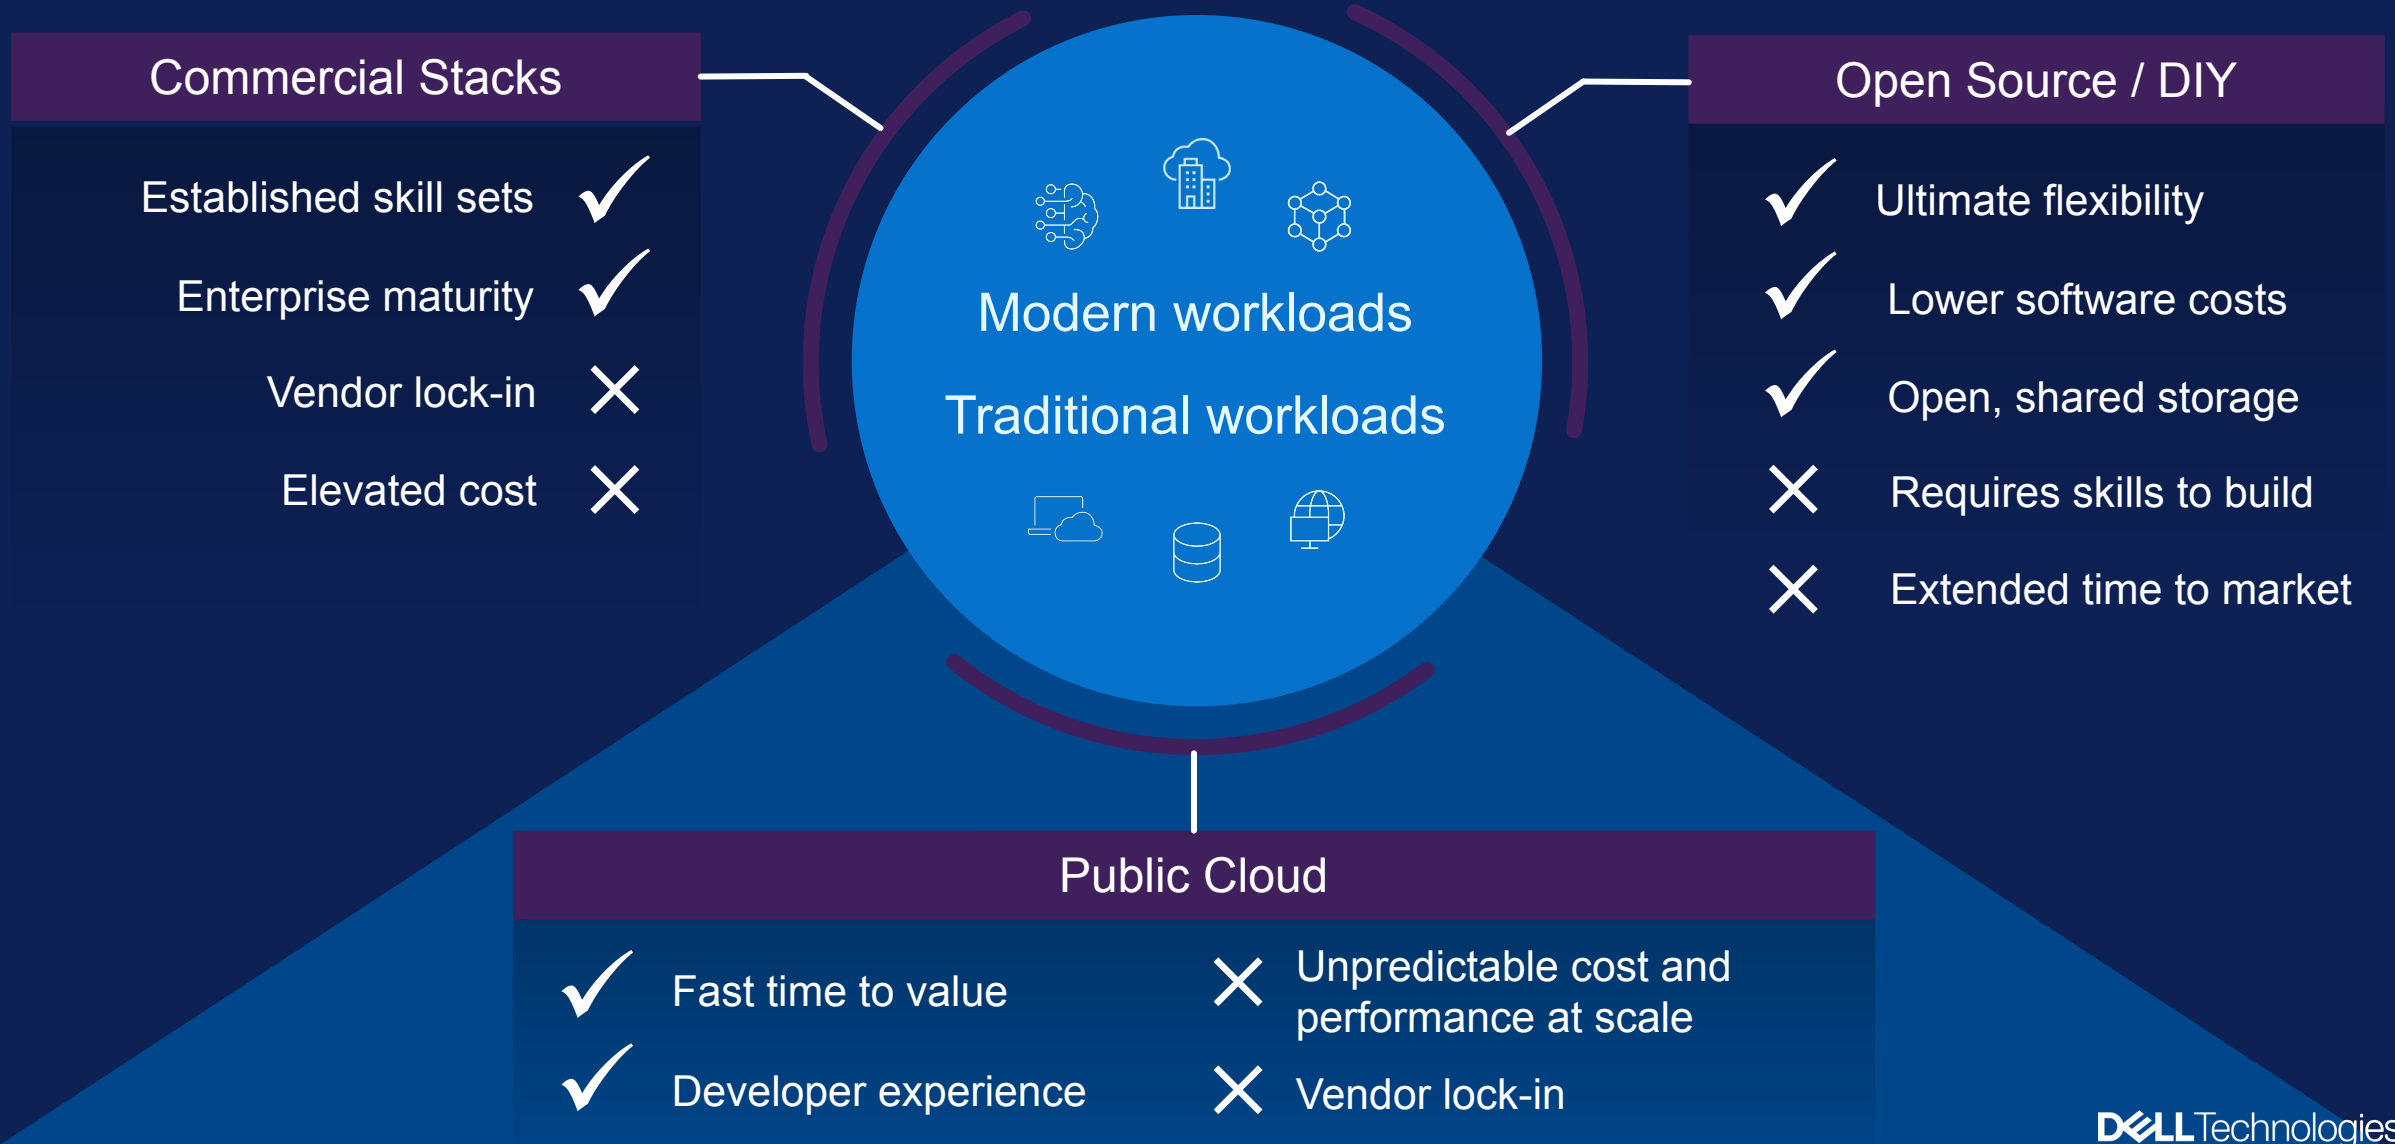 Commercial Stacks
Established skill sets
Enterprise maturity
Vendor lock-in
Elevated cost
Modern workloads
Traditional workloads
Open Source / DIY
Ultimate flexibility
Lower software costs
Open, shared storage
Requires skills to build
Extended time to market
Public Cloud
Fast time to value
Developer experience
Unpredictable cost and
performance at scale
Vendor lock-in
DELL Technologies